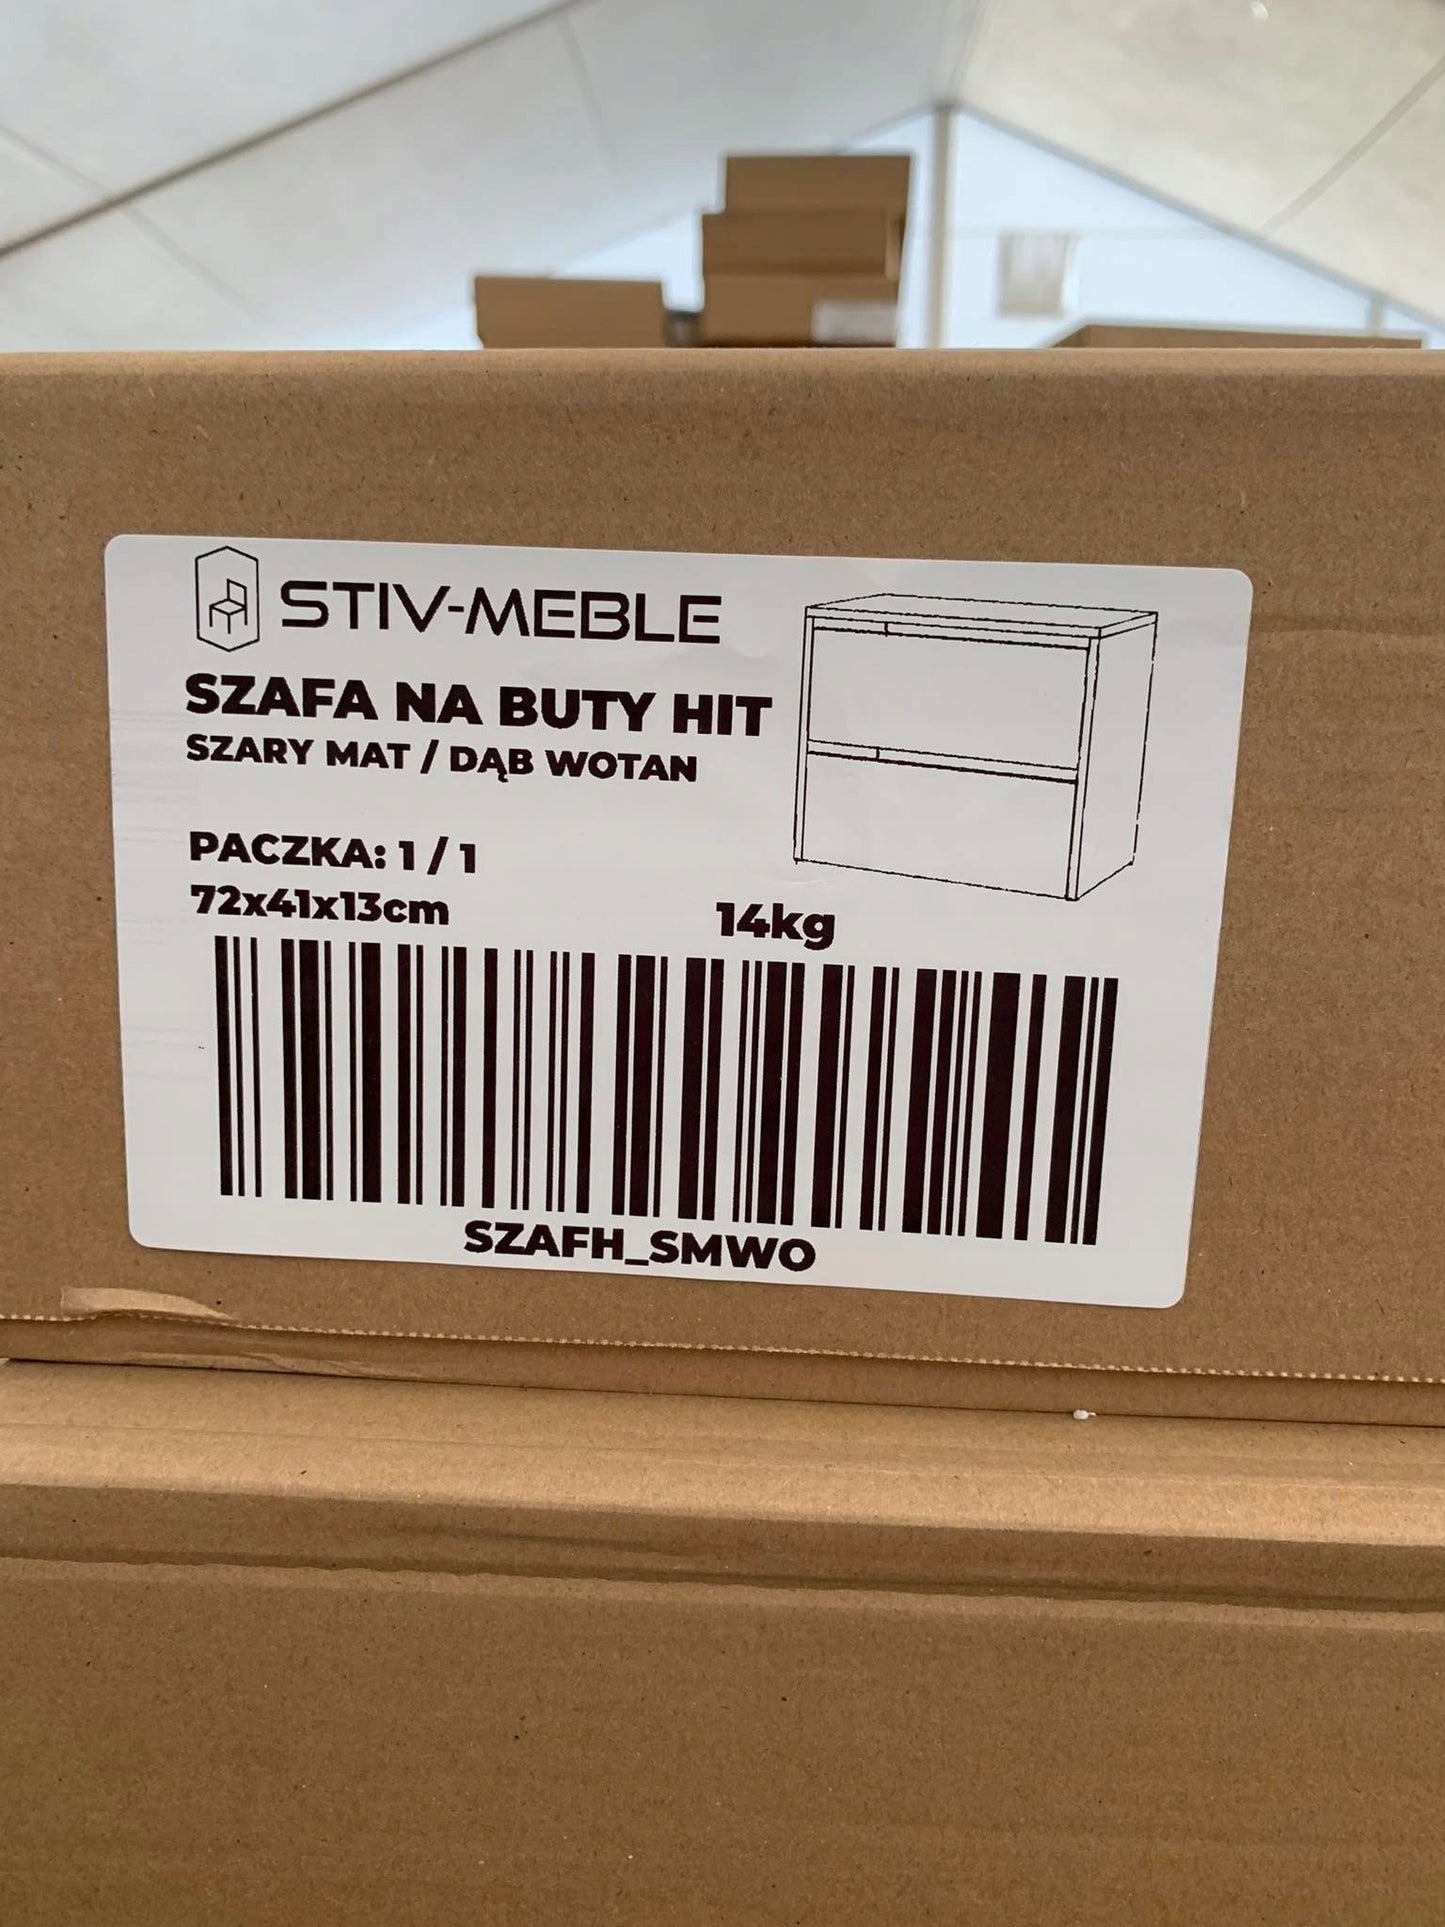 STIV-MEBLE
SZAFA NA BUTY HIT
SZARY MAT / DĄB WOTAN
PACZKA: 1 / 1
72x41x13cm
14kg
SZAFH_SMWO